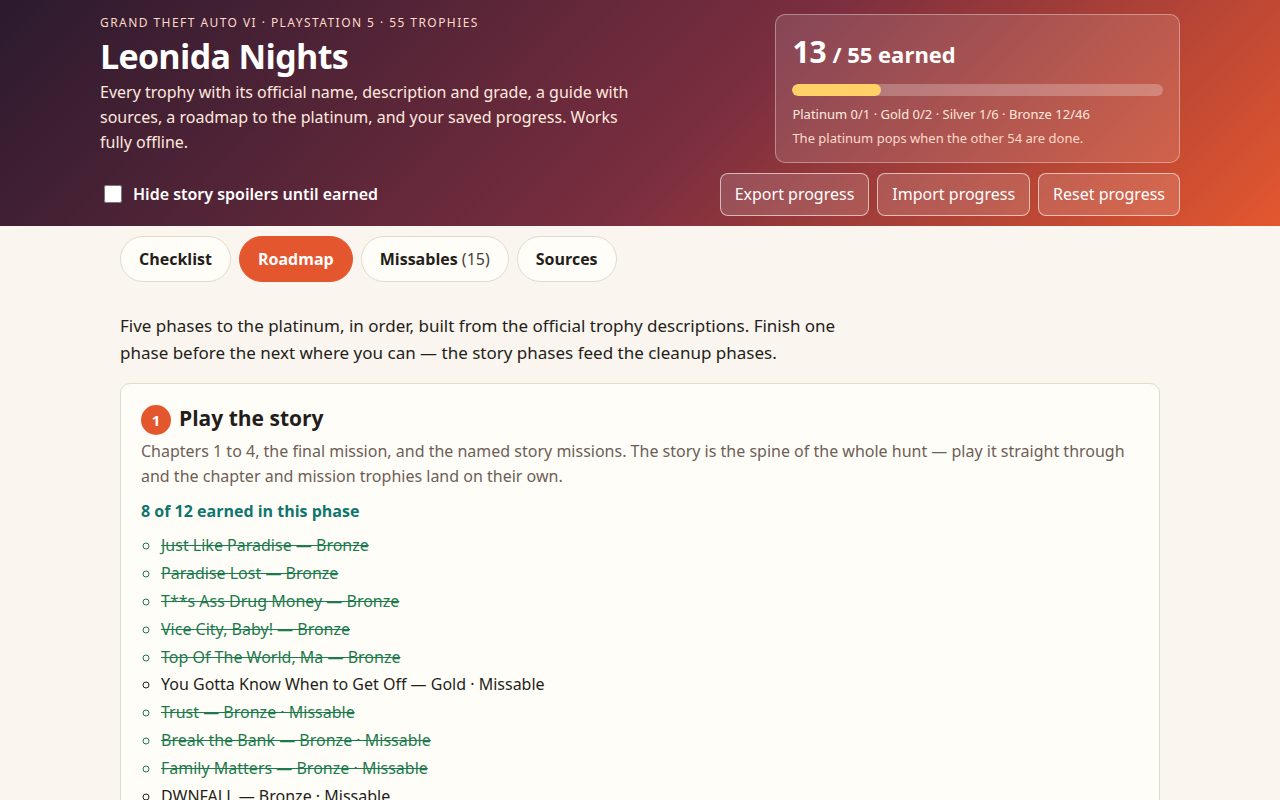 GRAND THEFT AUTO VI · PLAYSTATION 5 · 55 TROPHIES
Leonida Nights
Every trophy with its official name, description and grade, a guide with
sources, a roadmap to the platinum, and your saved progress. Works
fully offline.
13 / 55 earned
Platinum 0/1 · Gold 0/2 · Silver 1/6 · Bronze 12/46
The platinum pops when the other 54 are done.
Hide story spoilers until earned
Export progress
Import progress
Reset progress
Checklist
Roadmap
Missables (15)
Sources
Five phases to the platinum, in order, built from the official trophy descriptions. Finish one
phase before the next where you can — the story phases feed the cleanup phases.
1 Play the story
Chapters 1 to 4, the final mission, and the named story missions. The story is the spine of the whole hunt — play it straight through
and the chapter and mission trophies land on their own.
8 of 12 earned in this phase
Just Like Paradise — Bronze
Paradise Lost — Bronze
T**s Ass Drug Money — Bronze
Vice City, Baby! — Bronze
Top Of The World, Ma — Bronze
You Gotta Know When to Get Off — Gold · Missable
Trust — Bronze · Missable
Break the Bank — Bronze · Missable
Family Matters — Bronze · Missable
DWNFALL — Bronze · Missable